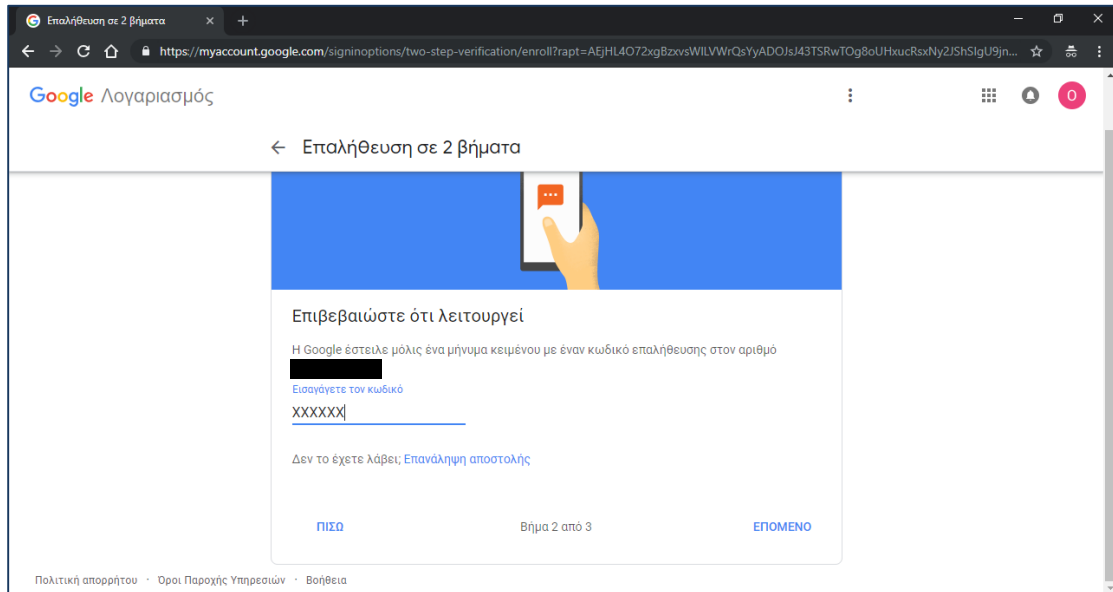 Επαλήθευση σε 2 βήματα
https://myaccount.google.com/signinoptions/two-step-verification/enroll?rapt=AEjHL4O72xgBzxvsWILVWrQsYyADOJsJ43TSRwTOg8oUHxucRsxNy2JShSIgU9jn...
Google Λογαριασμός
O
Επαλήθευση σε 2 βήματα
Επιβεβαιώστε ότι λειτουργεί
Η Google έστειλε μόλις ένα μήνυμα κειμένου με έναν κωδικό επαλήθευσης στον αριθμό
Εισαγάγετε τον κωδικό
XXXXXX
Δεν το έχετε λάβει; Επανάληψη αποστολής
ΠΙΣΩ Βήμα 2 από 3 ΕΠΟΜΕΝΟ
Πολιτική απορρήτου · Όροι Παροχής Υπηρεσιών · Βοήθεια